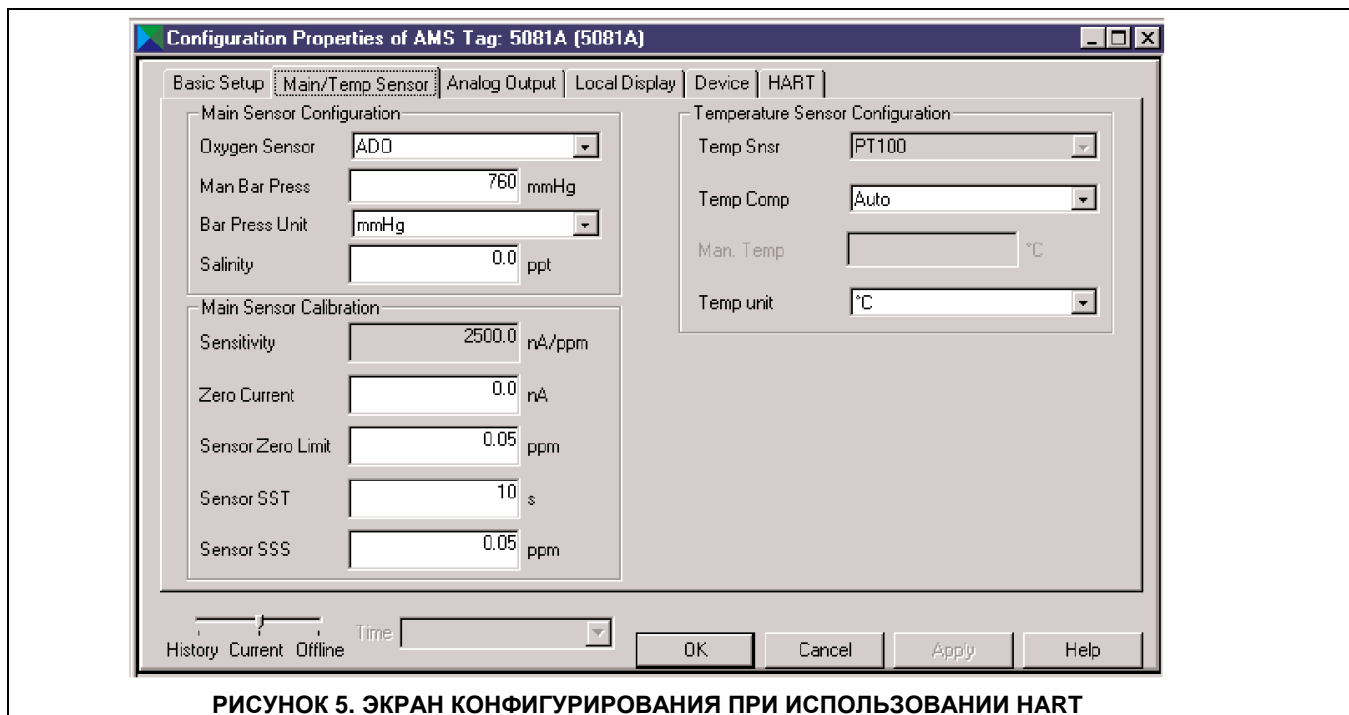 Configuration Properties of AMS Tag: 5081A (5081A)
Basic Setup Main/Temp Sensor Analog Output Local Display Device HART
Main Sensor Configuration
Oxygen Sensor ADO
Man Bar Press 760 mmHg
Bar Press Unit mmHg
Salinity 0.0 ppt
Main Sensor Calibration
Sensitivity 2500.0 nA/ppm
Zero Current 0.0 nA
Sensor Zero Limit 0.05 ppm
Sensor SST 10 s
Sensor SSS 0.05 ppm
Temperature Sensor Configuration
Temp Snsr PT100
Temp Comp Auto
Man. Temp °C
Temp unit °C
History Current Offline Time OK Cancel Apply Help
РИСУНОК 5. ЭКРАН КОНФИГУРИРОВАНИЯ ПРИ ИСПОЛЬЗОВАНИИ HART